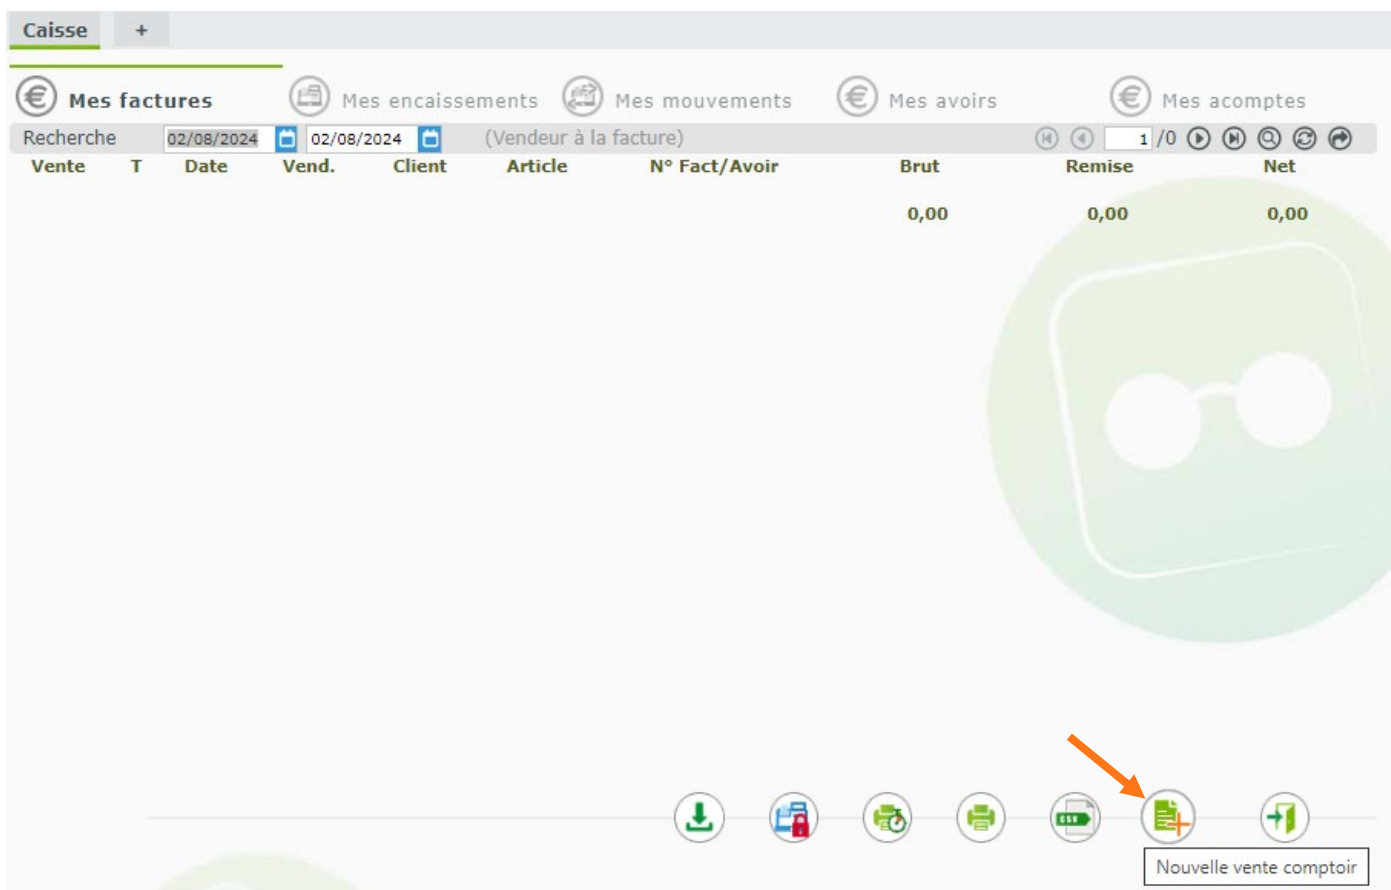 Caisse +
Mes factures Mes encaissements Mes mouvements Mes avoirs Mes acomptes
Recherche 02/08/2024 02/08/2024 (Vendeur à la facture) 1 /0
Vente T Date Vend. Client Article N° Fact/Avoir Brut Remise Net
0,00 0,00 0,00
CSV
Nouvelle vente comptoir